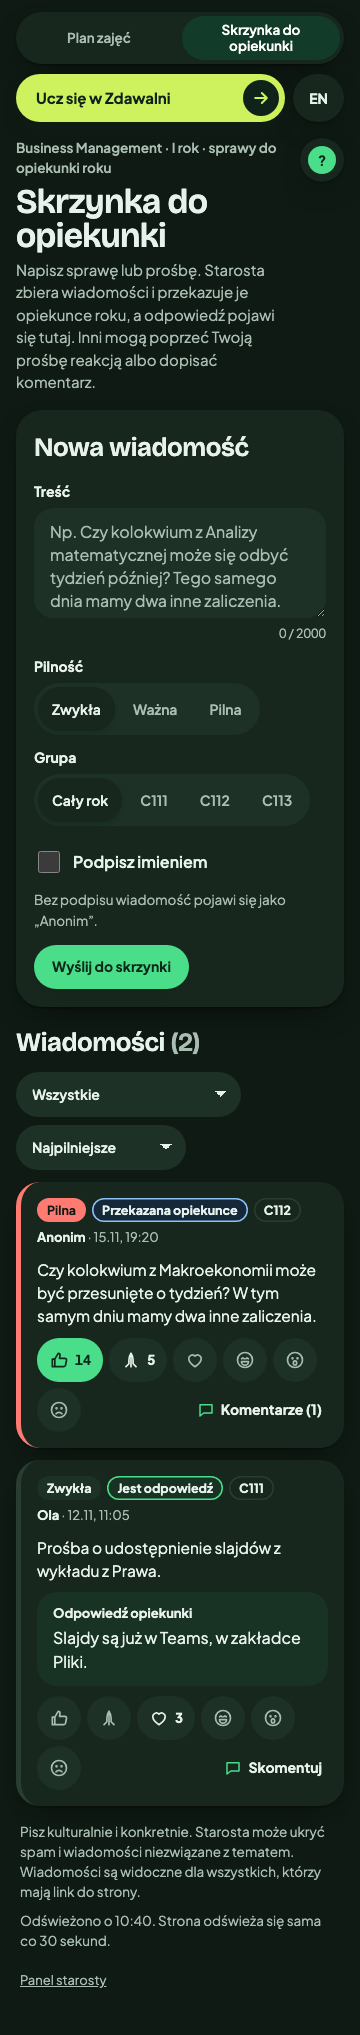 Plan zajęć
Skrzynka do
opiekunki
Ucz się w Zdawalni
EN
Business Management · I rok · sprawy do
opiekunki roku
?
Skrzynka do
opiekunki
Napisz sprawę lub prośbę. Starosta
zbiera wiadomości i przekazuje je
opiekunce roku, a odpowiedź pojawi
się tutaj. Inni mogą poprzeć Twoją
prośbę reakcją albo dopisać
komentarz.
Nowa wiadomość
Treść
Np. Czy kolokwium z Analizy
matematycznej może się odbyć
tydzień później? Tego samego
dnia mamy dwa inne zaliczenia.
0 / 2000
Pilność
Zwykła Ważna Pilna
Grupa
Cały rok C111 C112 C113
Podpisz imieniem
Bez podpisu wiadomość pojawi się jako
„Anonim”.
Wyślij do skrzynki
Wiadomości (2)
Wszystkie
Najpilniejsze
Pilna Przekazana opiekunce C112
Anonim · 15.11, 19:20
Czy kolokwium z Makroekonomii może
być przesunięte o tydzień? W tym
samym dniu mamy dwa inne zaliczenia.
14 5
Komentarze (1)
Zwykła Jest odpowiedź C111
Ola · 12.11, 11:05
Prośba o udostępnienie slajdów z
wykładu z Prawa.
Odpowiedź opiekunki
Slajdy są już w Teams, w zakładce
Pliki.
3
Skomentuj
Pisz kulturalnie i konkretnie. Starosta może ukryć
spam i wiadomości niezwiązane z tematem.
Wiadomości są widoczne dla wszystkich, którzy
mają link do strony.
Odświeżono o 10:40. Strona odświeża się sama
co 30 sekund.
Panel starosty